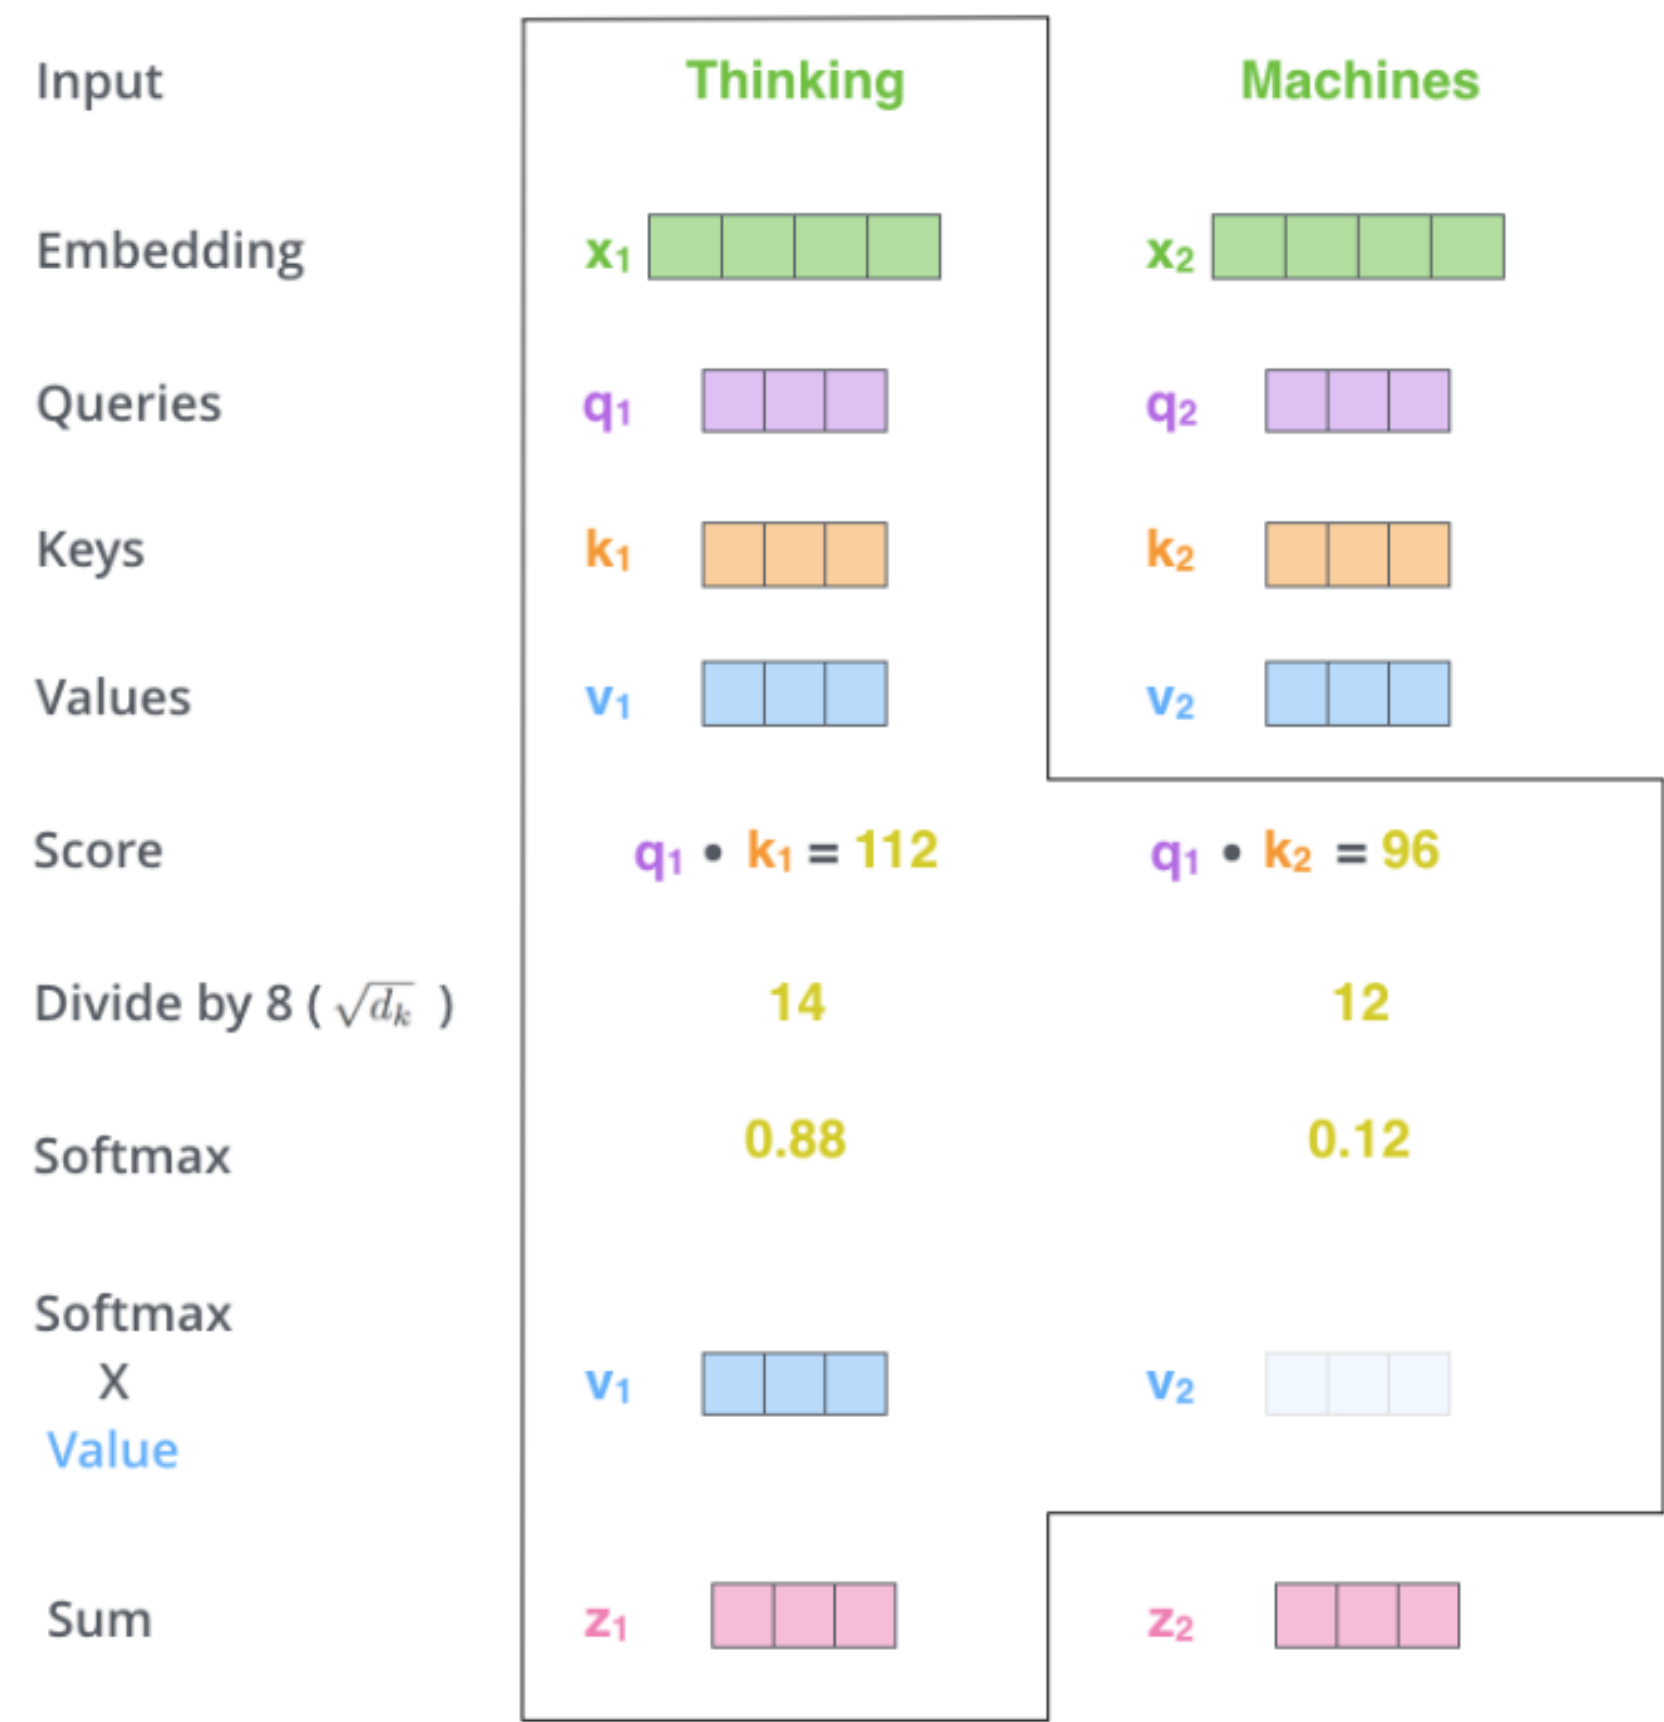 Input Thinking Machines
Embedding x₁ x₂
Queries q₁ q₂
Keys k₁ k₂
Values v₁ v₂
Score q₁ • k₁ = 112 q₁ • k₂ = 96
Divide by 8 ( √dₖ ) 14 12
Softmax 0.88 0.12
Softmax
X
v₁ v₂
Value
Sum z₁ z₂